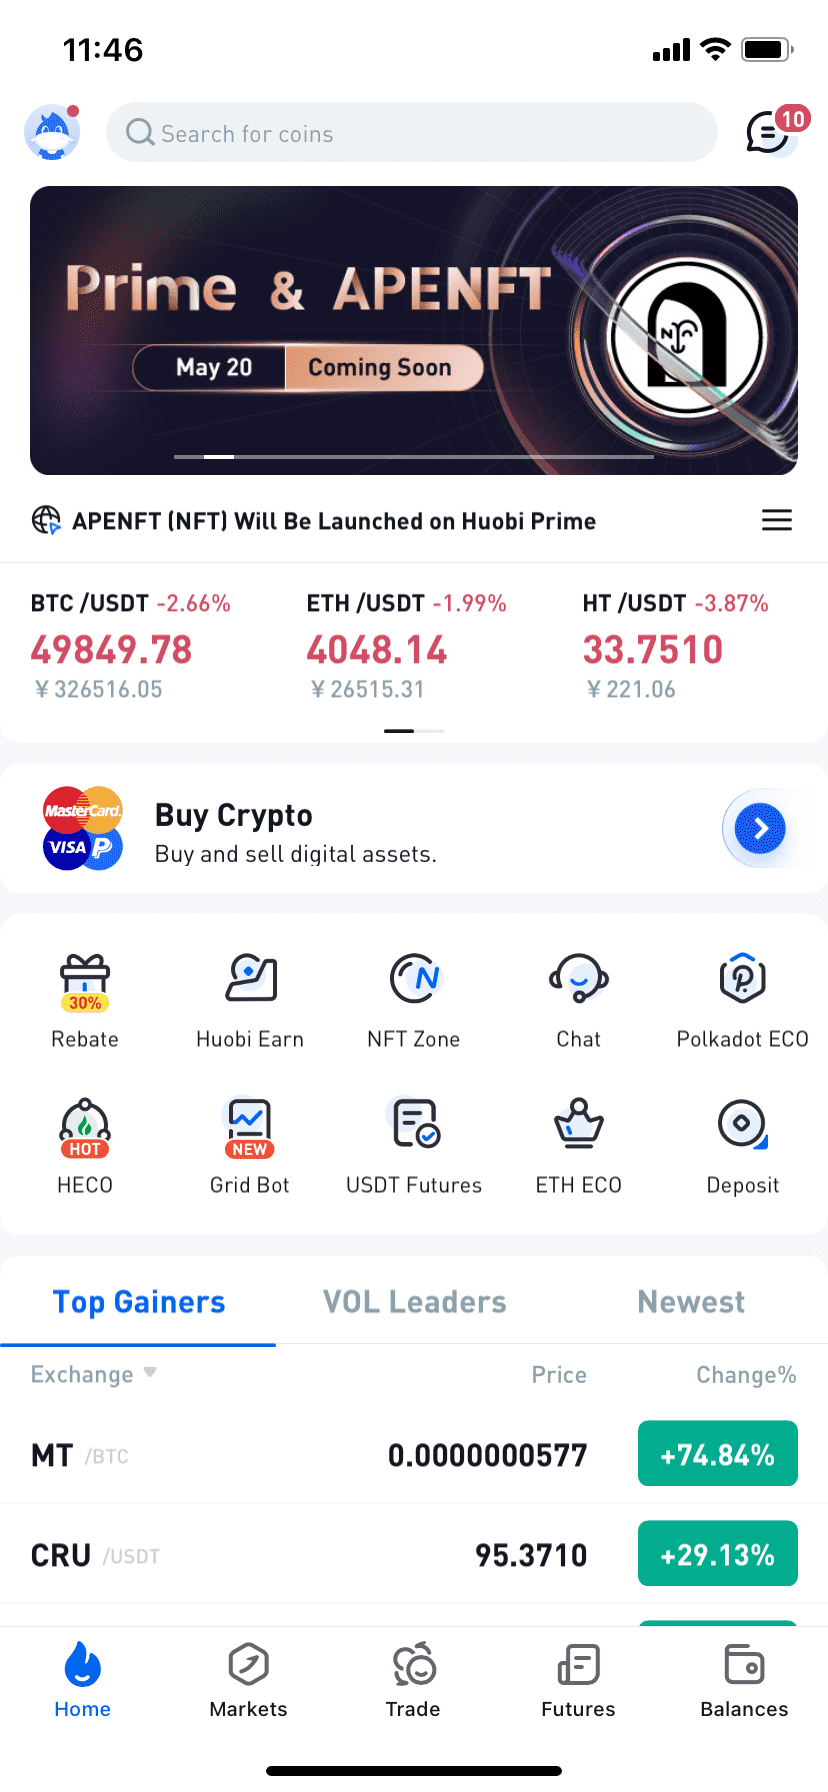 11:46
Search for coins
10
Prime & APENFT
May 20 Coming Soon
APENFT (NFT) Will Be Launched on Huobi Prime
BTC /USDT -2.66% ETH /USDT -1.99% HT /USDT -3.87%
49849.78 4048.14 33.7510
¥326516.05 ¥26515.31 ¥221.06
MasterCard
VISA P
Buy Crypto
Buy and sell digital assets.
30% N P
Rebate Huobi Earn NFT Zone Chat Polkadot ECO
HOT NEW
HECO Grid Bot USDT Futures ETH ECO Deposit
Top Gainers VOL Leaders Newest
Exchange Price Change%
MT /BTC 0.0000000577 +74.84%
CRU /USDT 95.3710 +29.13%
Home Markets Trade Futures Balances